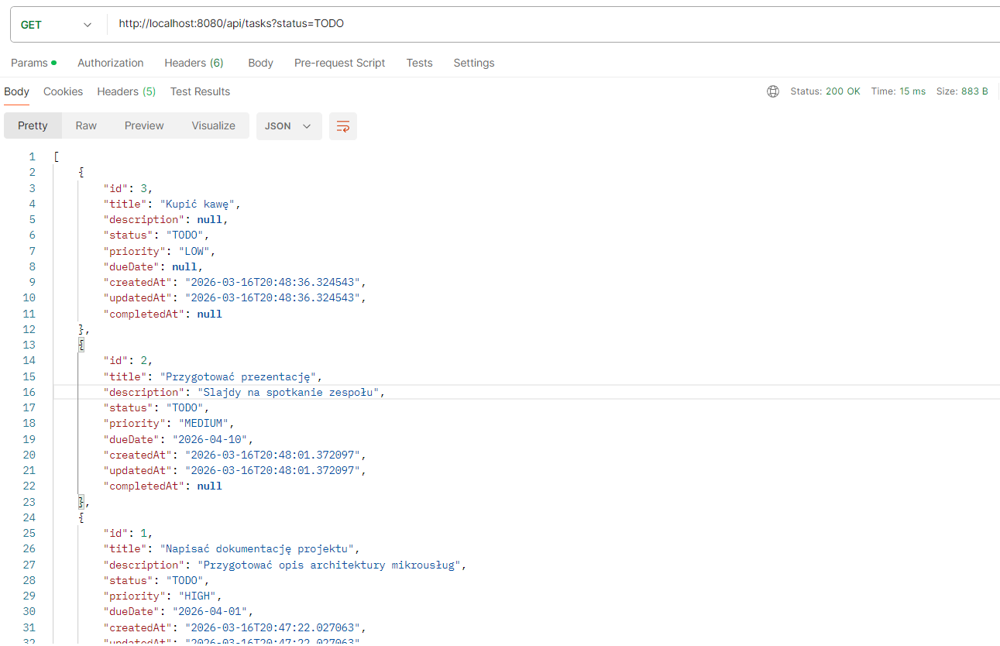 GET http://localhost:8080/api/tasks?status=TODO
Params Authorization Headers (6) Body Pre-request Script Tests Settings
Body Cookies Headers (5) Test Results Status: 200 OK Time: 15 ms Size: 883 B
Pretty Raw Preview Visualize JSON
1 [
2 {
3 "id": 3,
4 "title": "Kupić kawę",
5 "description": null,
6 "status": "TODO",
7 "priority": "LOW",
8 "dueDate": null,
9 "createdAt": "2026-03-16T20:48:36.324543",
10 "updatedAt": "2026-03-16T20:48:36.324543",
11 "completedAt": null
12 },
13 {
14 "id": 2,
15 "title": "Przygotować prezentację",
16 "description": "Slajdy na spotkanie zespołu",
17 "status": "TODO",
18 "priority": "MEDIUM",
19 "dueDate": "2026-04-10",
20 "createdAt": "2026-03-16T20:48:01.372097",
21 "updatedAt": "2026-03-16T20:48:01.372097",
22 "completedAt": null
23 },
24 {
25 "id": 1,
26 "title": "Napisać dokumentację projektu",
27 "description": "Przygotować opis architektury mikrousług",
28 "status": "TODO",
29 "priority": "HIGH",
30 "dueDate": "2026-04-01",
31 "createdAt": "2026-03-16T20:47:22.027063",
32 "updatedAt": "2026-03-16T20:47:22.027063"